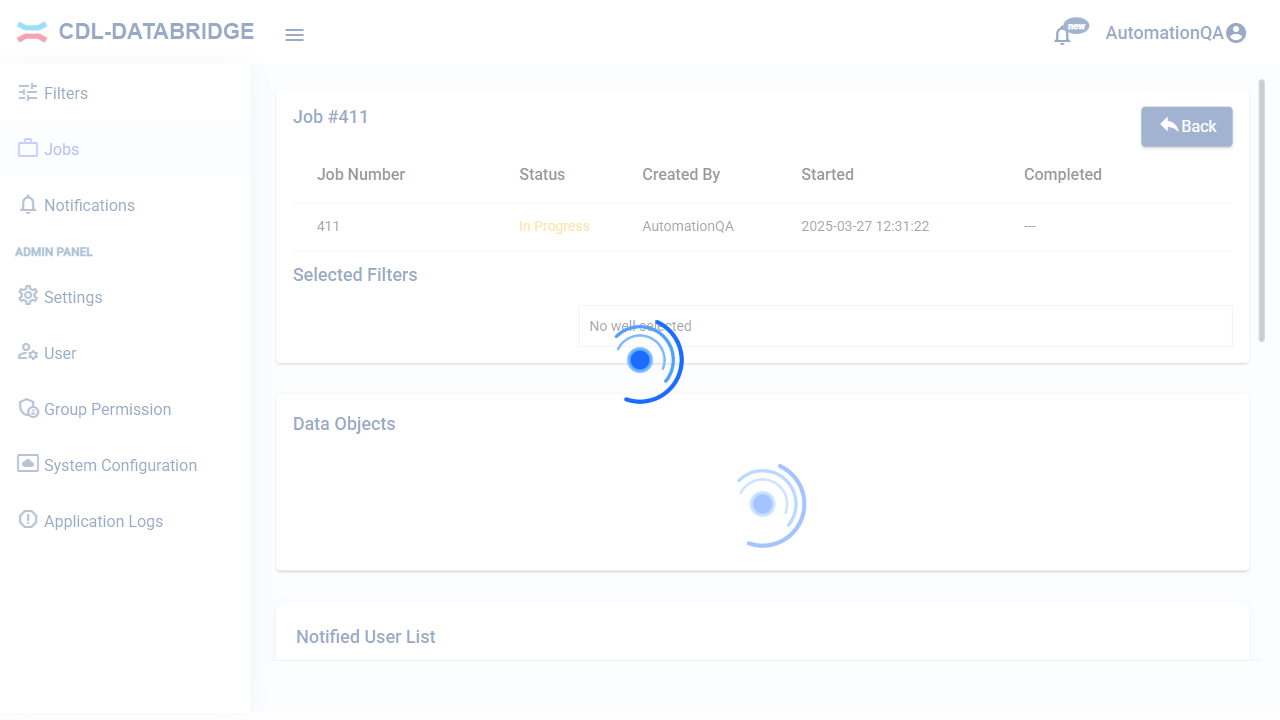 CDL-DATABRIDGE
new
AutomationQA
Filters
Jobs
Notifications
ADMIN PANEL
Settings
User
Group Permission
System Configuration
Application Logs
Job #411
Back
Job Number Status Created By Started Completed
411 In Progress AutomationQA 2025-03-27 12:31:22 ---
Selected Filters
No well selected
Data Objects
Notified User List